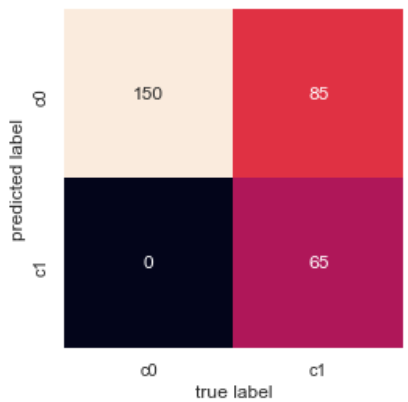 predicted label
c0
150 85
c1
0 65
c0 c1
true label